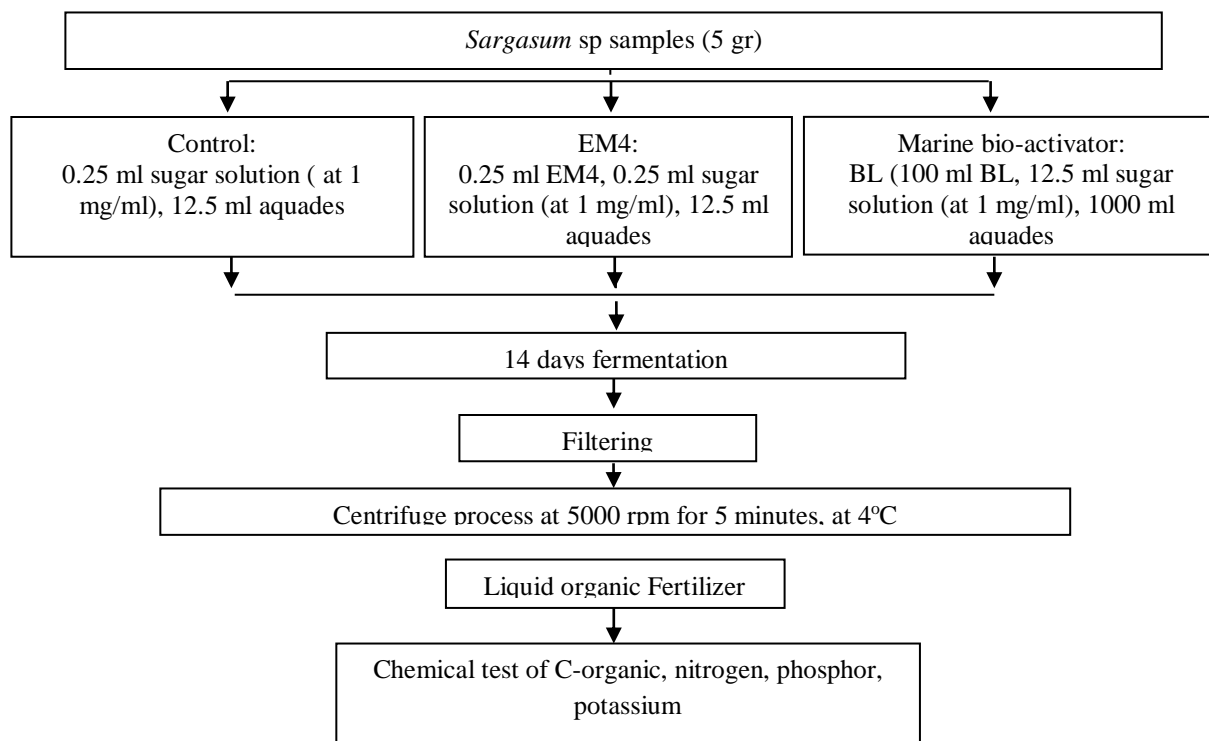 Sargasum sp samples (5 gr)
Control:
0.25 ml sugar solution ( at 1
mg/ml), 12.5 ml aquades
EM4:
0.25 ml EM4, 0.25 ml sugar
solution (at 1 mg/ml), 12.5 ml
aquades
Marine bio-activator:
BL (100 ml BL, 12.5 ml sugar
solution (at 1 mg/ml), 1000 ml
aquades
14 days fermentation
Filtering
Centrifuge process at 5000 rpm for 5 minutes, at 4ºC
Liquid organic Fertilizer
Chemical test of C-organic, nitrogen, phosphor,
potassium